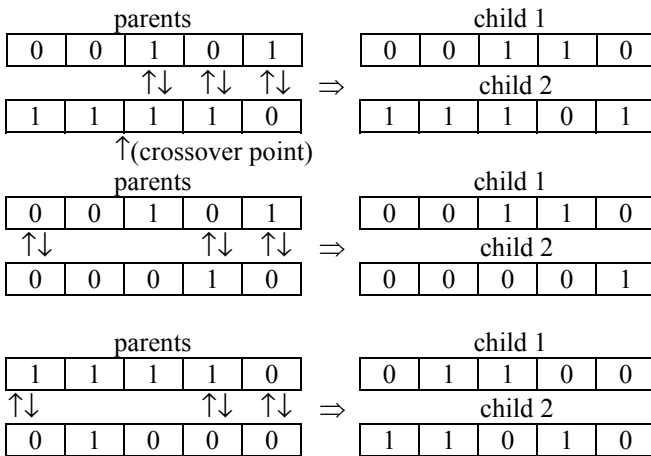 parents child 1
0 0 1 0 1 0 0 1 1 0
↑↓ ↑↓ ↑↓ ⇒ child 2
1 1 1 1 0 1 1 1 0 1
↑(crossover point)
parents child 1
0 0 1 0 1 0 0 1 1 0
↑↓ ↑↓ ↑↓ ⇒ child 2
0 0 0 1 0 0 0 0 0 1
parents child 1
1 1 1 1 0 0 1 1 0 0
↑↓ ↑↓ ↑↓ ⇒ child 2
0 1 0 0 0 1 1 0 1 0